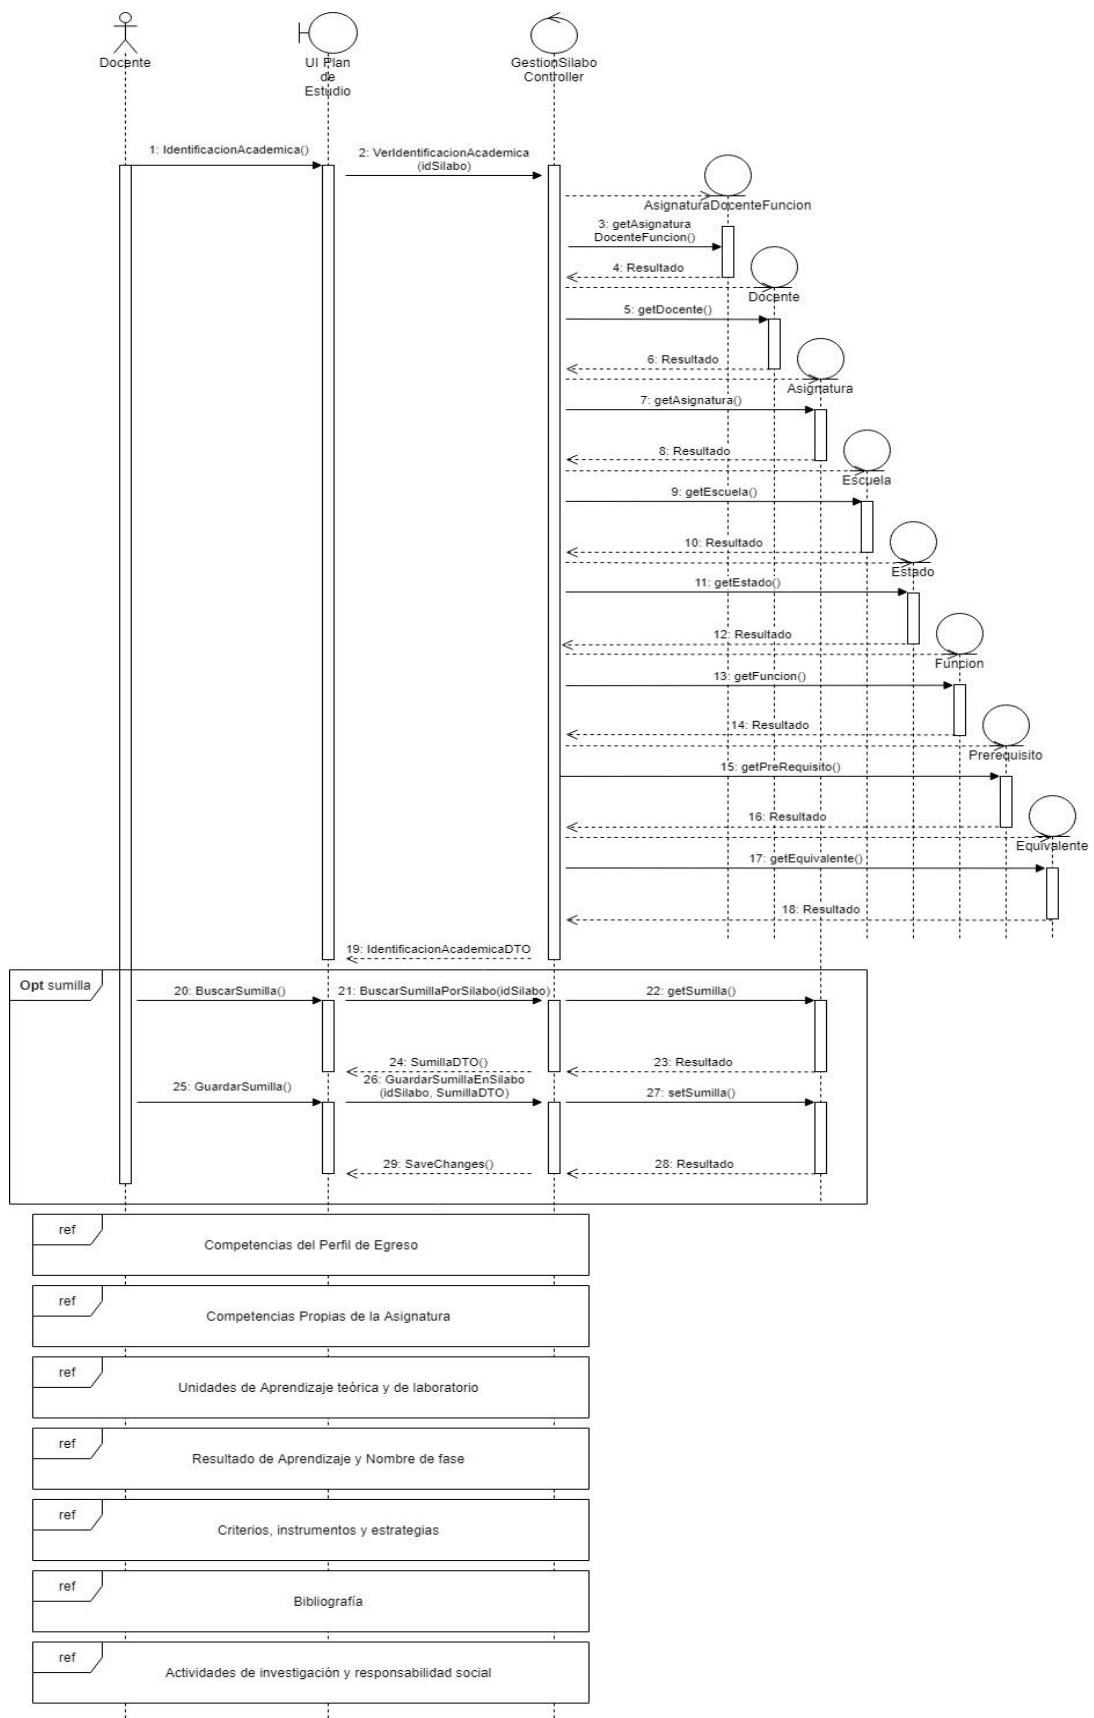 Docente
UI Plan
de
Estudio
GestionSilabo
Controller
1: IdentificacionAcademica()
2: VerIdentificacionAcademica
(idSilabo)
AsignaturaDocenteFuncion
3: getAsignatura
DocenteFuncion()
4: Resultado
Docente
5: getDocente()
6: Resultado
Asignatura
7: getAsignatura()
8: Resultado
Escuela
9: getEscuela()
10: Resultado
Estado
11: getEstado()
12: Resultado
Funcion
13: getFuncion()
14: Resultado
Prerequisito
15: getPreRequisito()
16: Resultado
Equivalente
17: getEquivalente()
18: Resultado
19: IdentificacionAcademicaDTO
Opt sumilla
20: BuscarSumilla()
21: BuscarSumillaPorSilabo(idSilabo)
22: getSumilla()
24: SumillaDTO()
23: Resultado
25: GuardarSumilla()
26: GuardarSumillaEnSilabo
(idSilabo, SumillaDTO)
27: setSumilla()
29: SaveChanges()
28: Resultado
ref
Competencias del Perfil de Egreso
ref
Competencias Propias de la Asignatura
ref
Unidades de Aprendizaje teórica y de laboratorio
ref
Resultado de Aprendizaje y Nombre de fase
ref
Criterios, instrumentos y estrategias
ref
Bibliografía
ref
Actividades de investigación y responsabilidad social